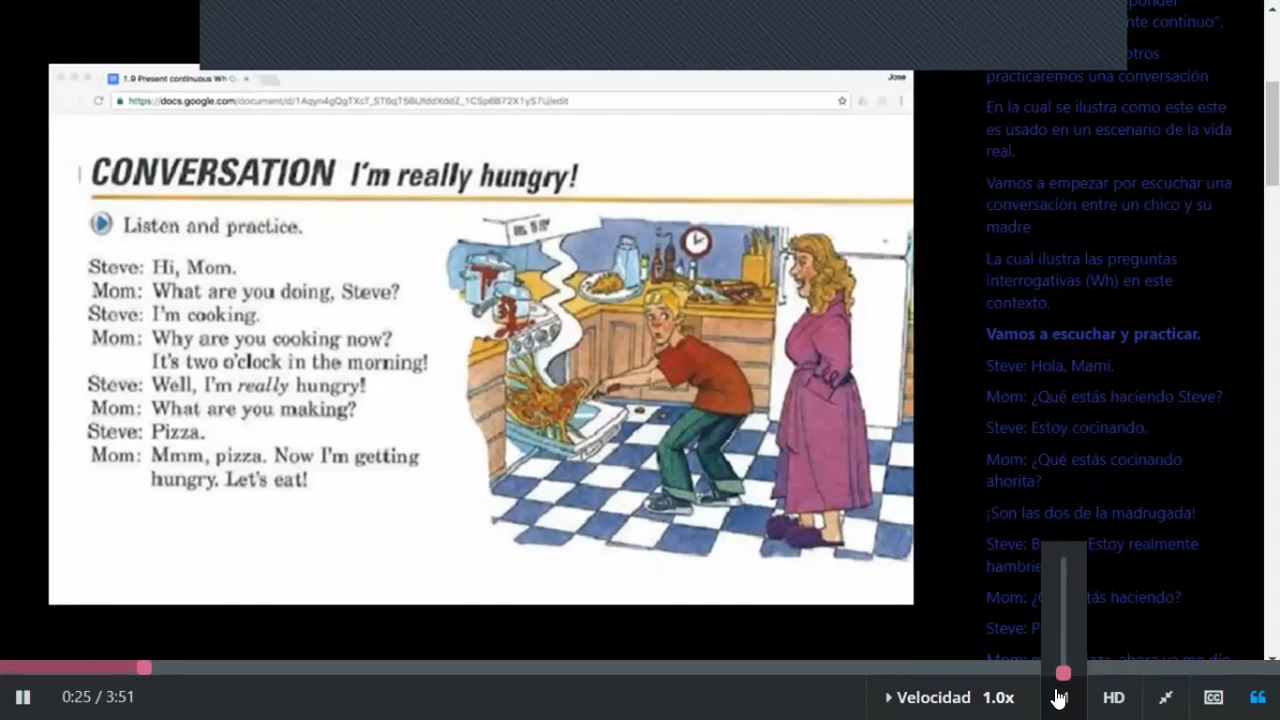 1.9 Present continuous Wh
Jose
CONVERSATION I'm really hungry!
Listen and practice.
Steve: Hi, Mom.
Mom: What are you doing, Steve?
Steve: I'm cooking.
Mom: Why are you cooking now?
It's two o'clock in the morning!
Steve: Well, I'm really hungry!
Mom: What are you making?
Steve: Pizza.
Mom: Mmm, pizza. Now I'm getting
hungry. Let's eat!
continuo”.
otros
practicaremos una conversación
En la cual se ilustra como este este
es usado en un escenario de la vida
real.
Vamos a empezar por escuchar una
conversación entre un chico y su
madre
La cual ilustra las preguntas
interrogativas (Wh) en este
contexto.
Vamos a escuchar y practicar.
Steve: Hola, Mami.
Mom: ¿Qué estás haciendo Steve?
Steve: Estoy cocinando.
Mom: ¿Qué estás cocinando
ahorita?
¡Son las dos de la madrugada!
Steve: Estoy realmente
Mom: haciendo?
Steve:
Mom:
0:25 / 3:51
Velocidad 1.0x
HD
CC